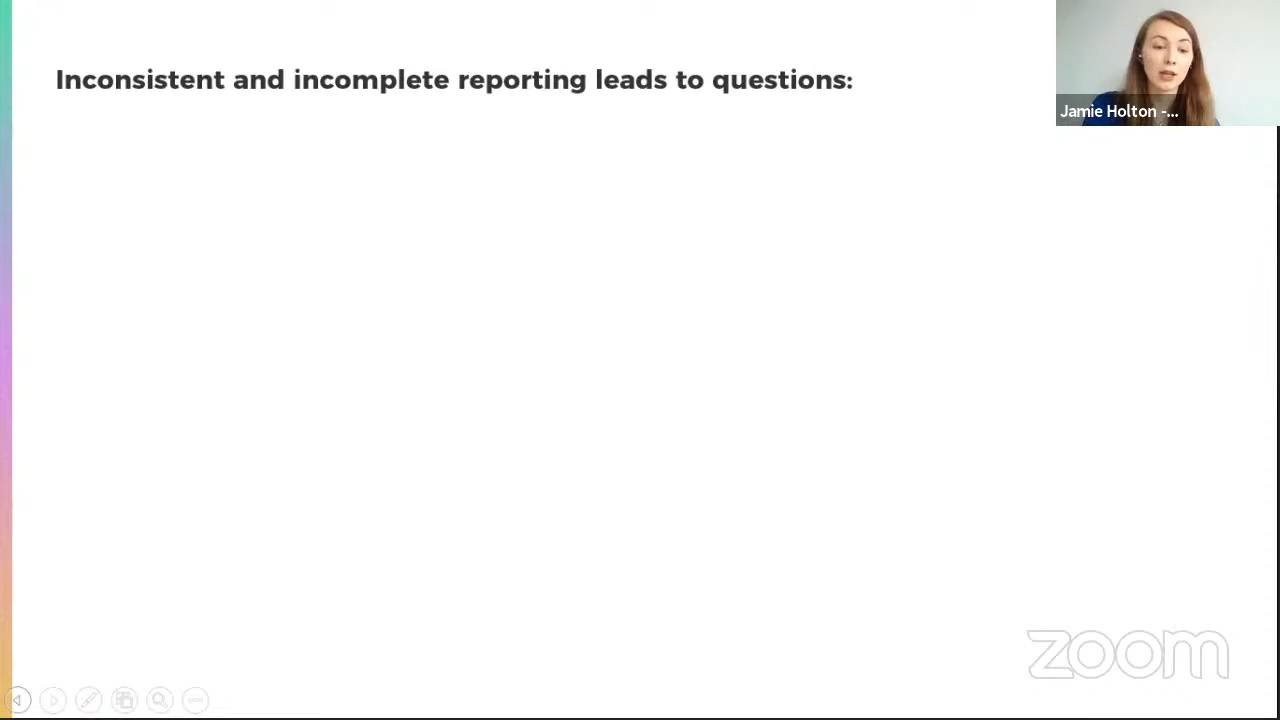 Inconsistent and incomplete reporting leads to questions:
Jamie Holton -...
zoom